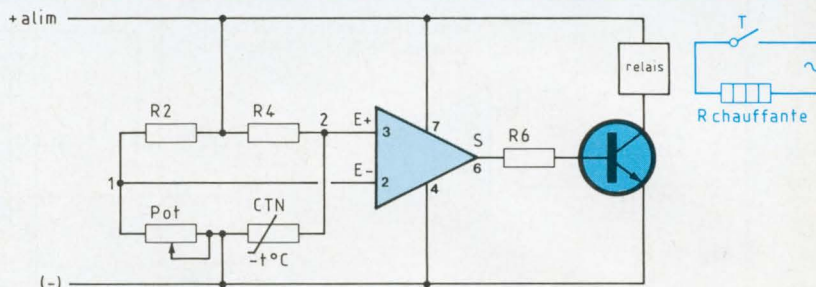 +alim
T
relais
~
R2
R4
2
E+
3
7
R chauffante
S
R6
1
E-
2
6
4
Pot
CTN
-t°C
(-)